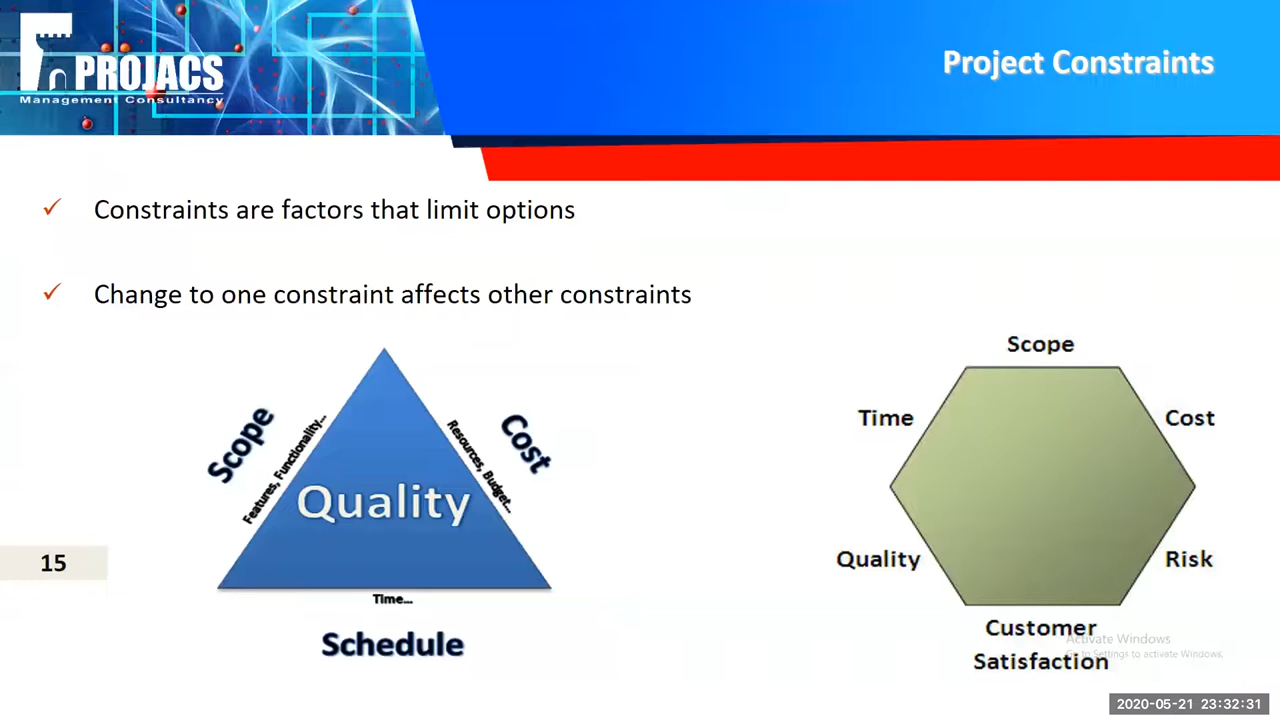 PROJACS
Management Consultancy
Project Constraints
✓ Constraints are factors that limit options
✓ Change to one constraint affects other constraints
Scope
Features, Functionality...
Cost
Resources, Budget...
Quality
Time...
Schedule
Scope
Time
Cost
Quality
Risk
Customer
Satisfaction
15
Activate Windows
Go to Settings to activate Windows.
2020-05-21 23:32:31